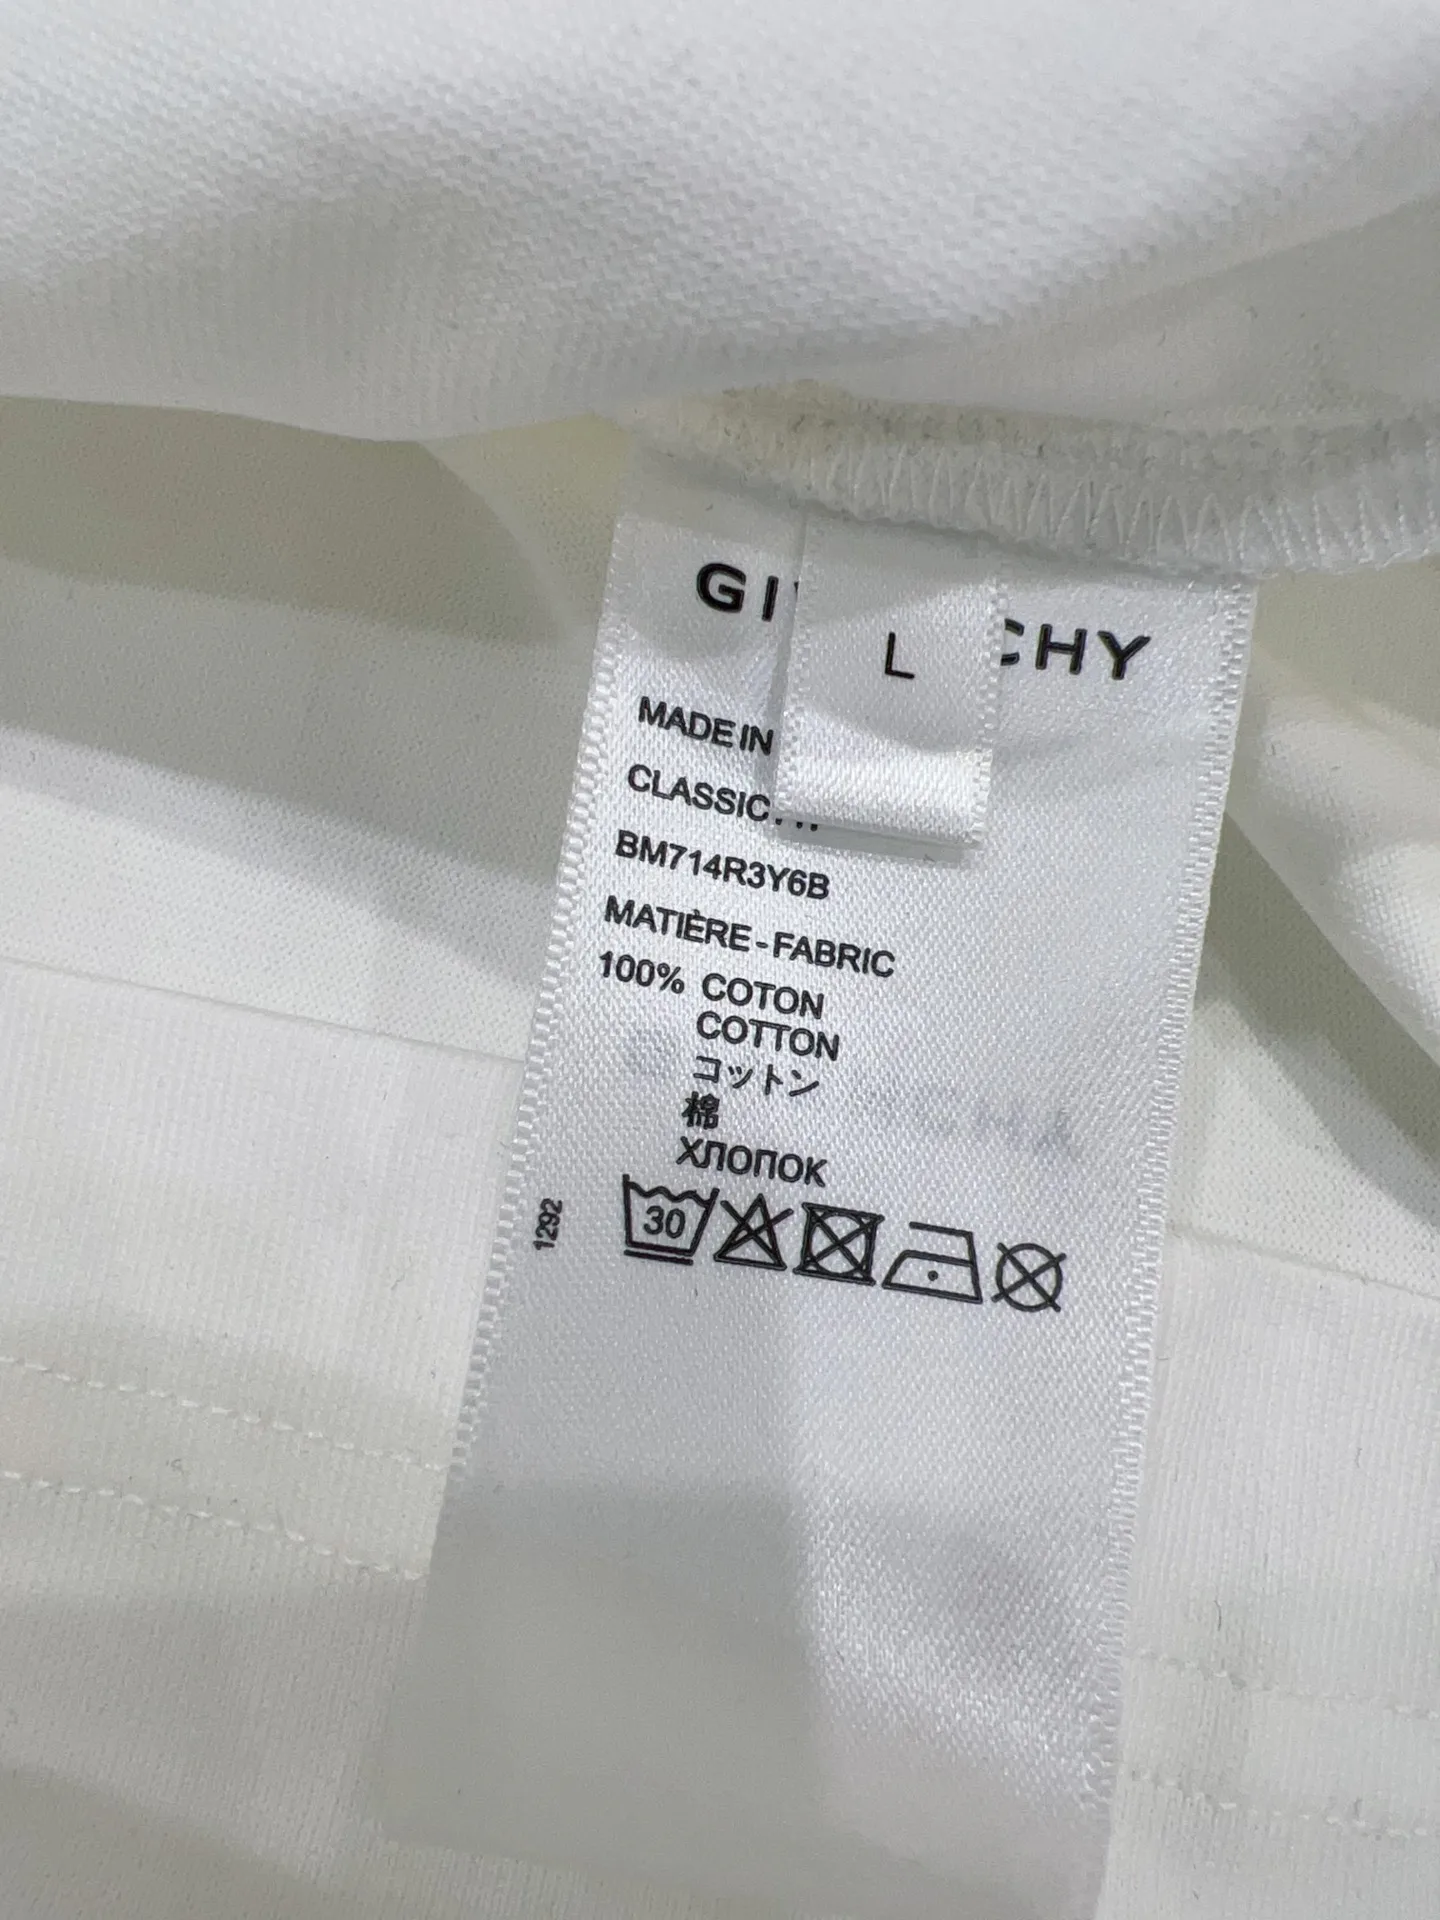 GI
CHY
L
MADE IN
CLASSIC
BM714R3Y6B
MATIÈRE - FABRIC
100% COTON
COTTON
コットン
棉
ХЛОПОК
30
1292